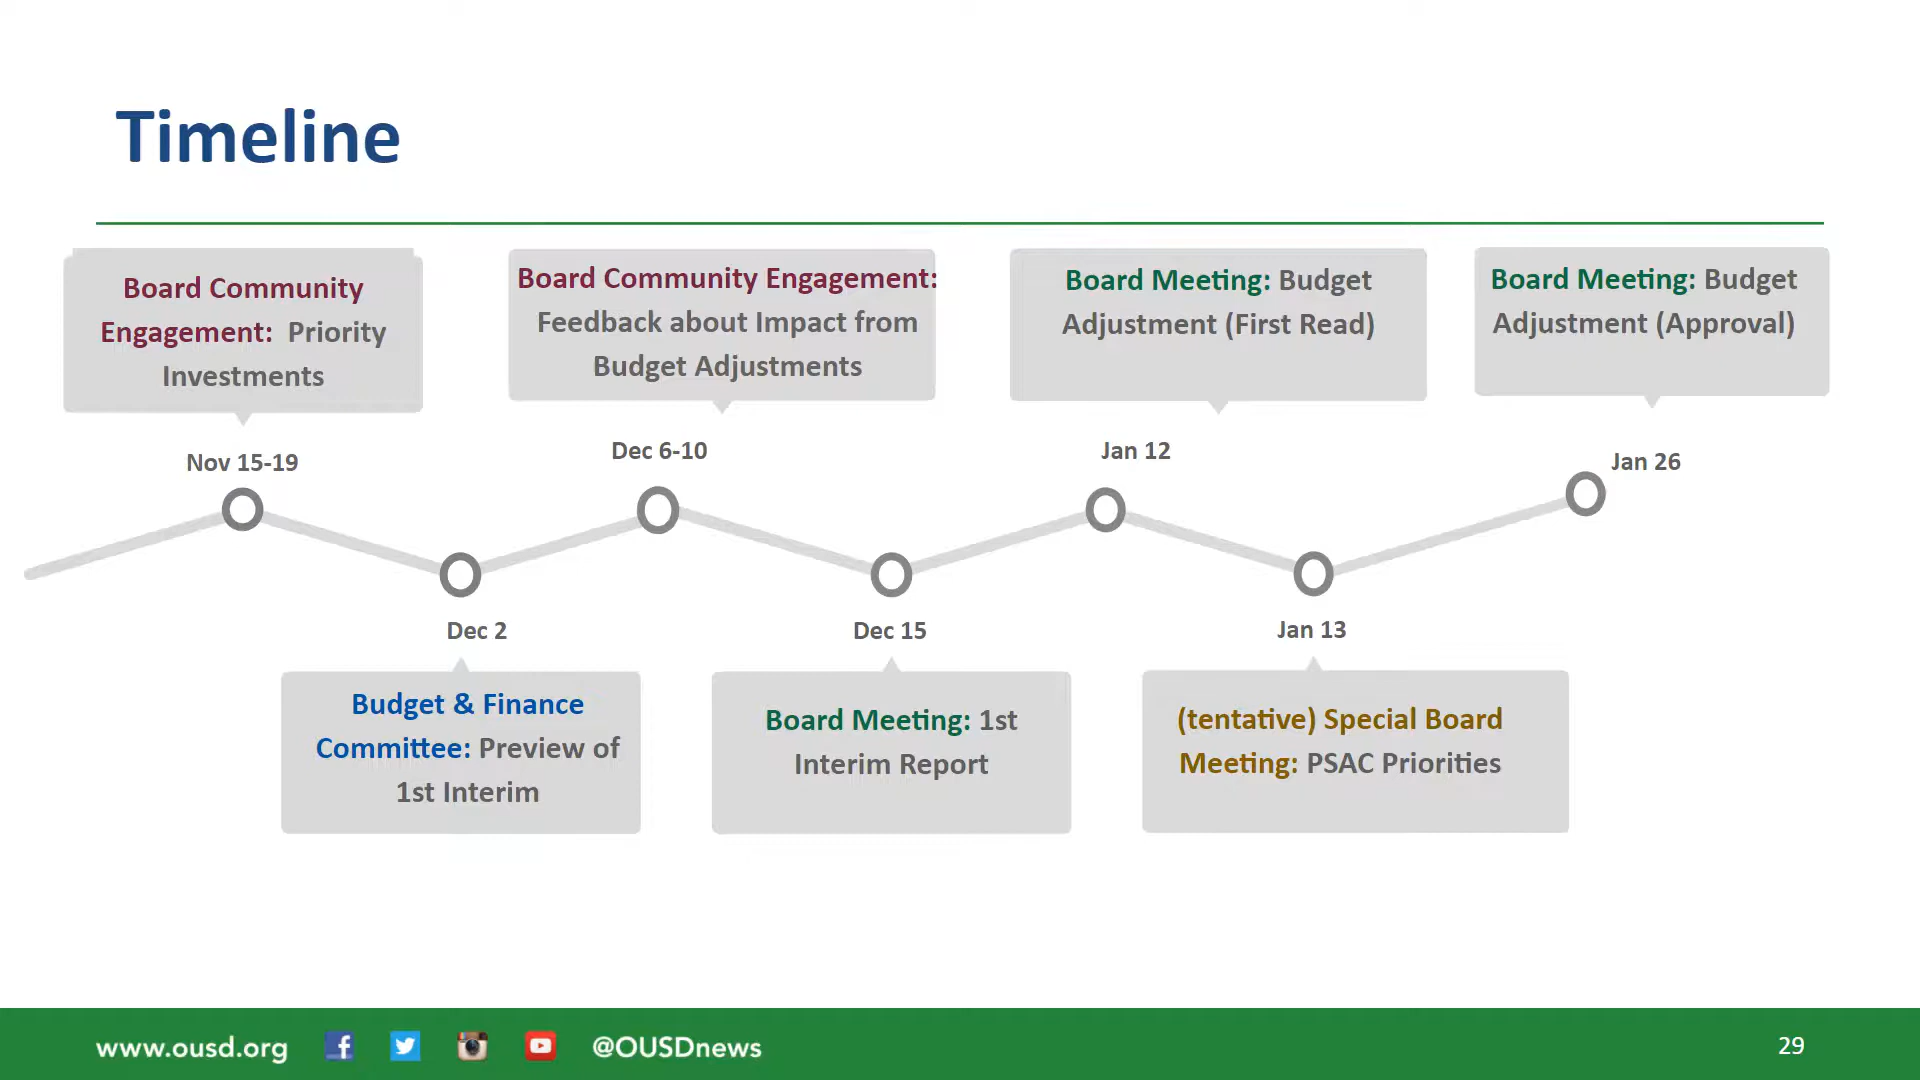 Timeline
Board Community
Engagement: Priority
Investments
Board Community Engagement:
Feedback about Impact from
Budget Adjustments
Board Meeting: Budget
Adjustment (First Read)
Board Meeting: Budget
Adjustment (Approval)
Nov 15-19
Dec 6-10
Jan 12
Jan 26
Dec 2
Dec 15
Jan 13
Budget & Finance
Committee: Preview of
1st Interim
Board Meeting: 1st
Interim Report
(tentative) Special Board
Meeting: PSAC Priorities
www.ousd.org
@OUSDnews
29